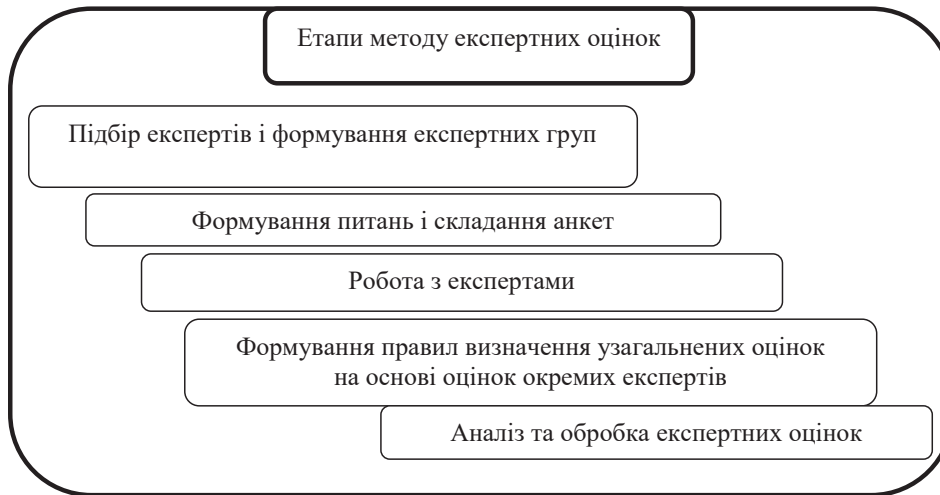 Етапи методу експертних оцінок
Підбір експертів і формування експертних груп
Формування питань і складання анкет
Робота з експертами
Формування правил визначення узагальнених оцінок
на основі оцінок окремих експертів
Аналіз та обробка експертних оцінок